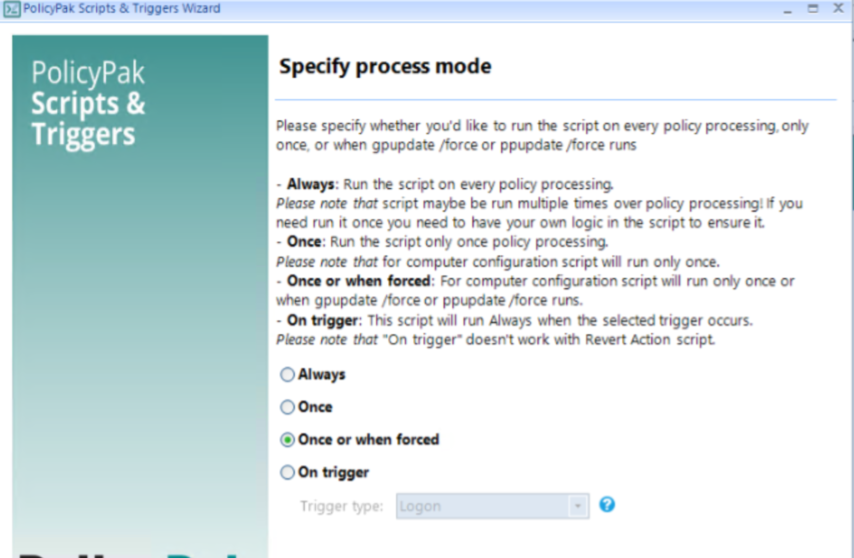 PolicyPak Scripts & Triggers Wizard
PolicyPak
Scripts &
Triggers
Specify process mode
Please specify whether you'd like to run the script on every policy processing, only
once, or when gpupdate /force or ppupdate /force runs
- Always: Run the script on every policy processing.
Please note that script maybe be run multiple times over policy processing! If you
need run it once you need to have your own logic in the script to ensure it.
- Once: Run the script only once policy processing.
Please note that for computer configuration script will run only once.
- Once or when forced: For computer configuration script will run only once or
when gpupdate /force or ppupdate /force runs.
- On trigger: This script will run Always when the selected trigger occurs.
Please note that "On trigger" doesn't work with Revert Action script.
Always
Once
Once or when forced
On trigger
Trigger type: Logon